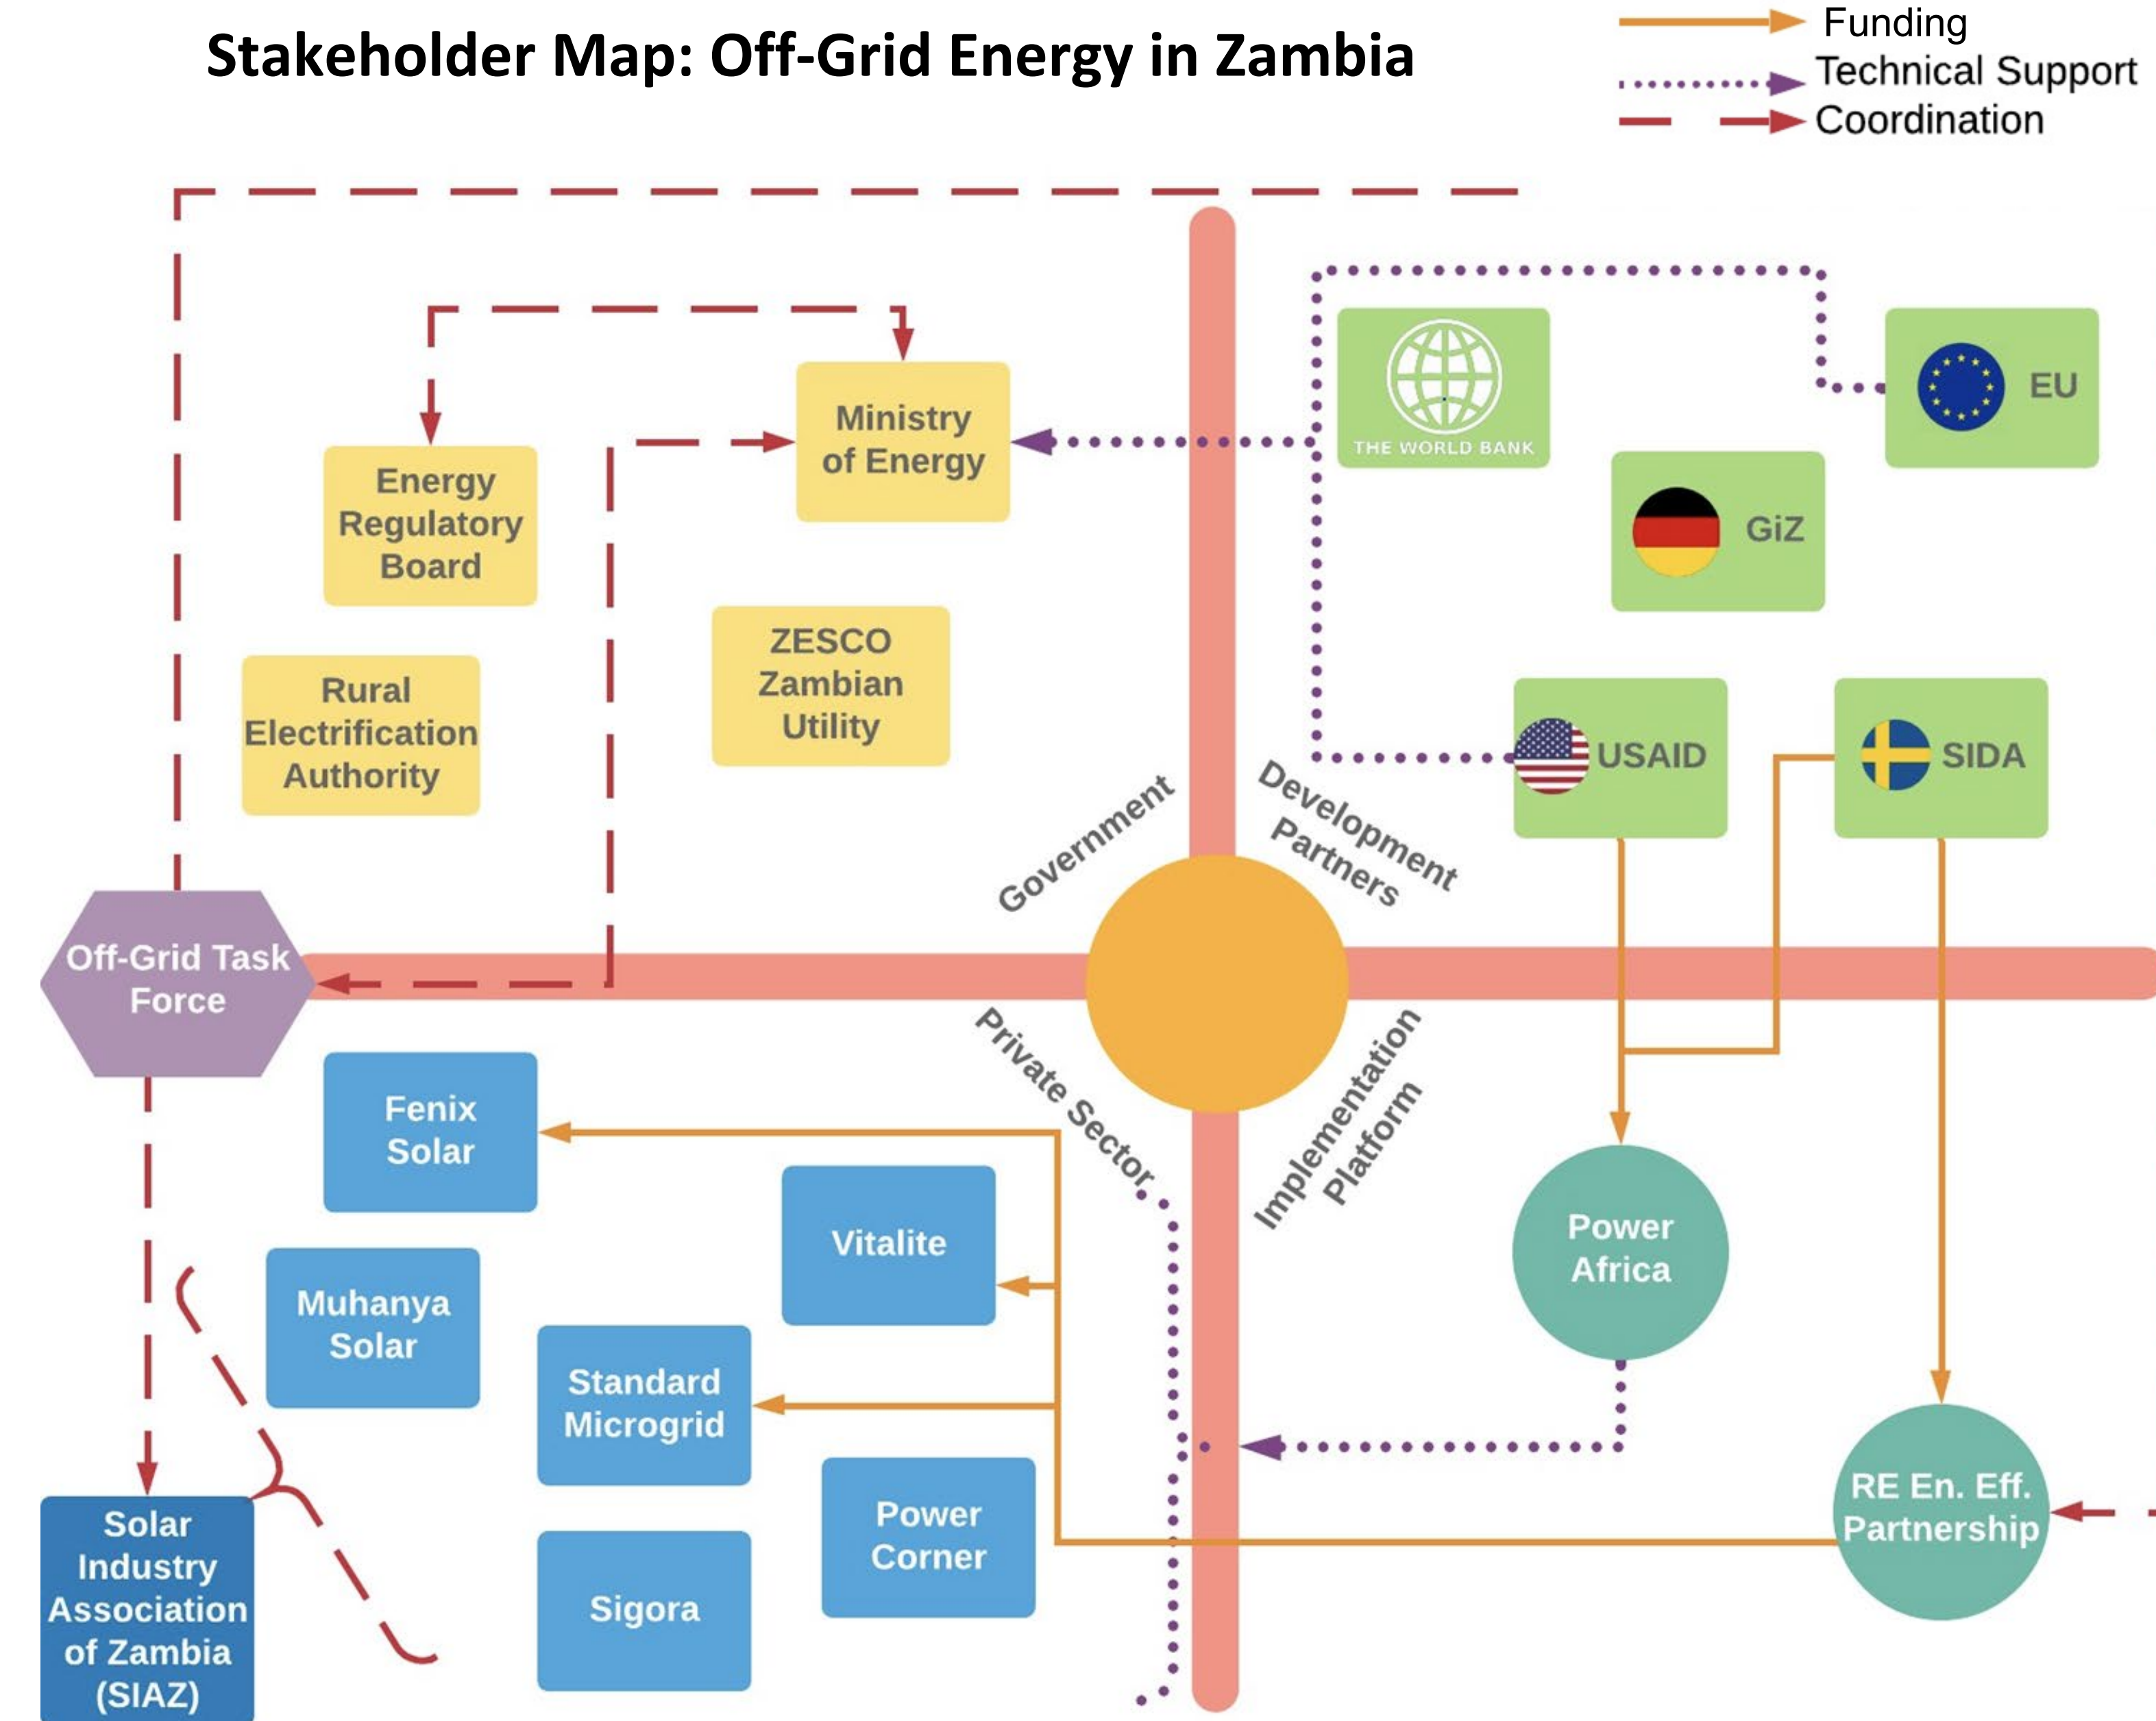 Stakeholder Map: Off-Grid Energy in Zambia
Funding
Technical Support
Coordination
Ministry
of Energy
Energy
Regulatory
Board
Rural
Electrification
Authority
ZESCO
Zambian
Utility
THE WORLD BANK
EU
GiZ
USAID
SIDA
Government
Development
Partners
Off-Grid Task
Force
Private Sector
Implementation
Platform
Fenix
Solar
Vitalite
Muhanya
Solar
Standard
Microgrid
Power
Corner
Sigora
Solar
Industry
Association
of Zambia
(SIAZ)
Power
Africa
RE En. Eff.
Partnership